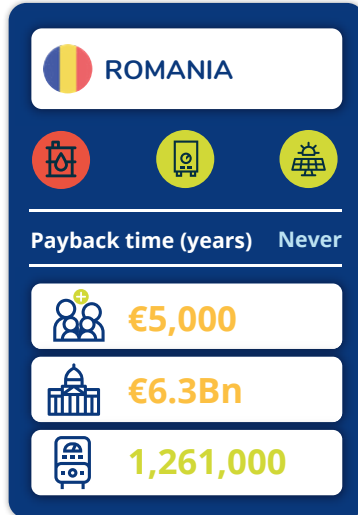 ROMANIA
Payback time (years) Never
€5,000
€6.3Bn
1,261,000